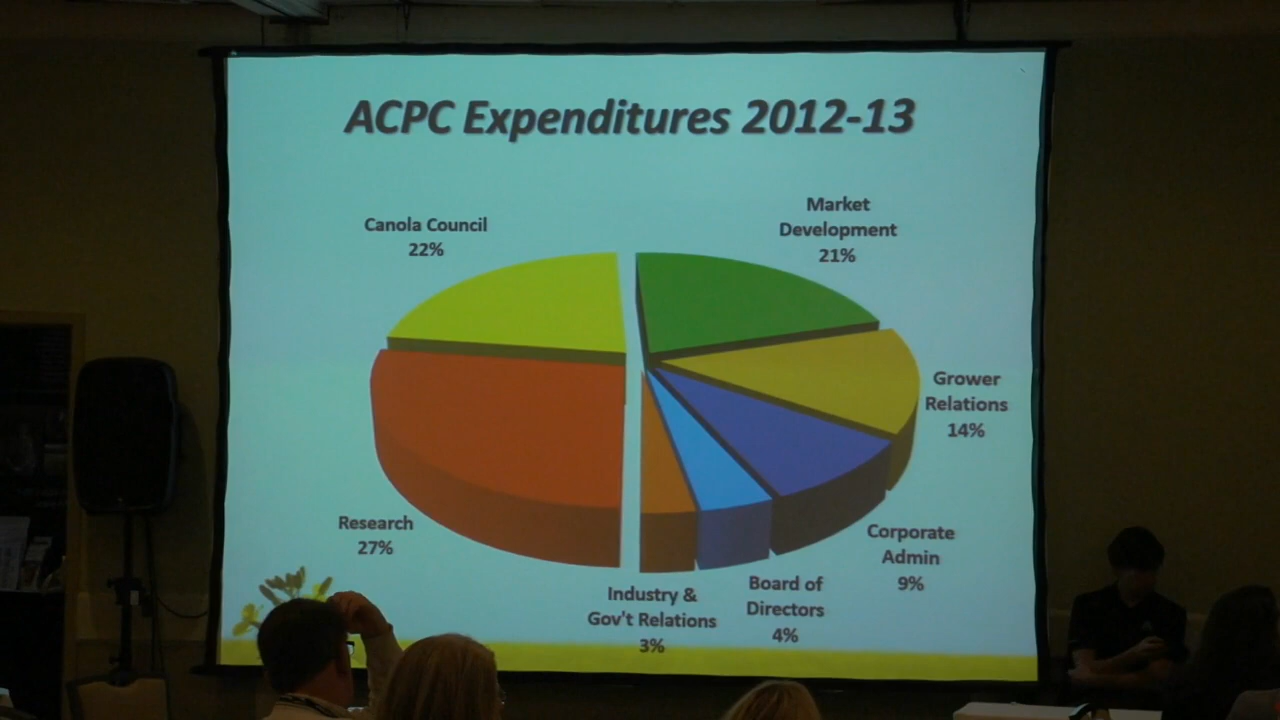 ACPC Expenditures 2012-13
Canola Council
22%
Market
Development
21%
Grower
Relations
14%
Corporate
Admin
9%
Board of
Directors
4%
Industry &
Gov't Relations
3%
Research
27%